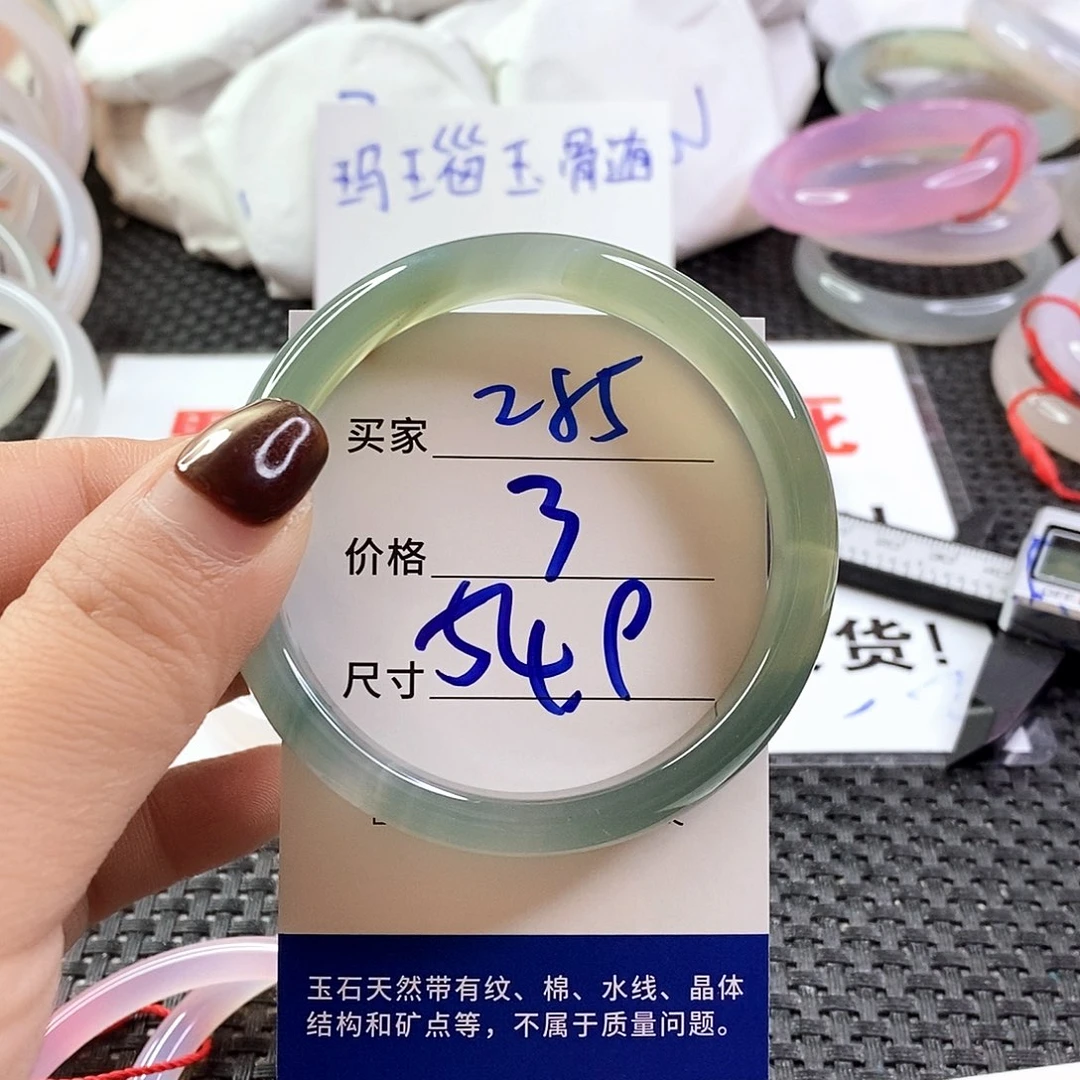 玛瑙玉骨髓
买家 285
价格 3
尺寸 54
货!
玉石天然带有纹、棉、水线、晶体
结构和矿点等，不属于质量问题。